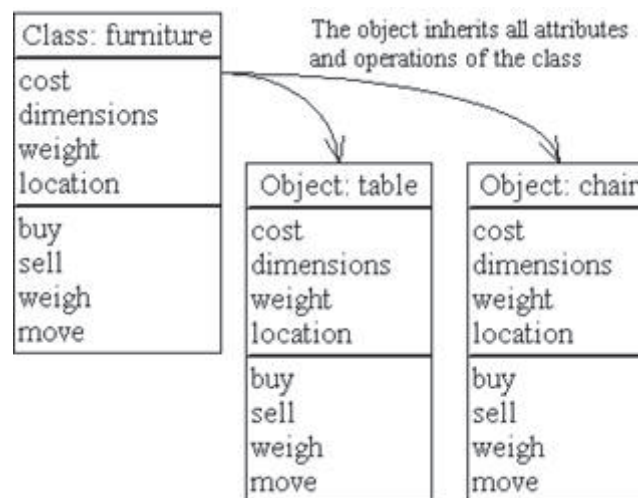 Class: furniture
cost
dimensions
weight
location
buy
sell
weigh
move
The object inherits all attributes
and operations of the class
Object: table
cost
dimensions
weight
location
buy
sell
weigh
move
Object: chair
cost
dimensions
weight
location
buy
sell
weigh
move